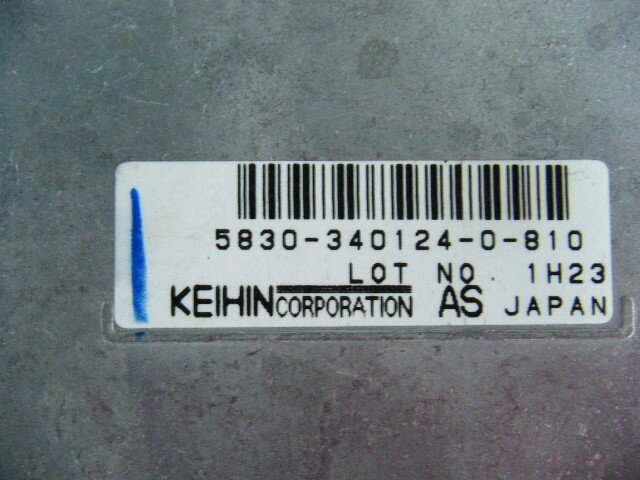 5830-340124-0-810
LOT NO. 1H23
KEIHIN CORPORATION AS JAPAN